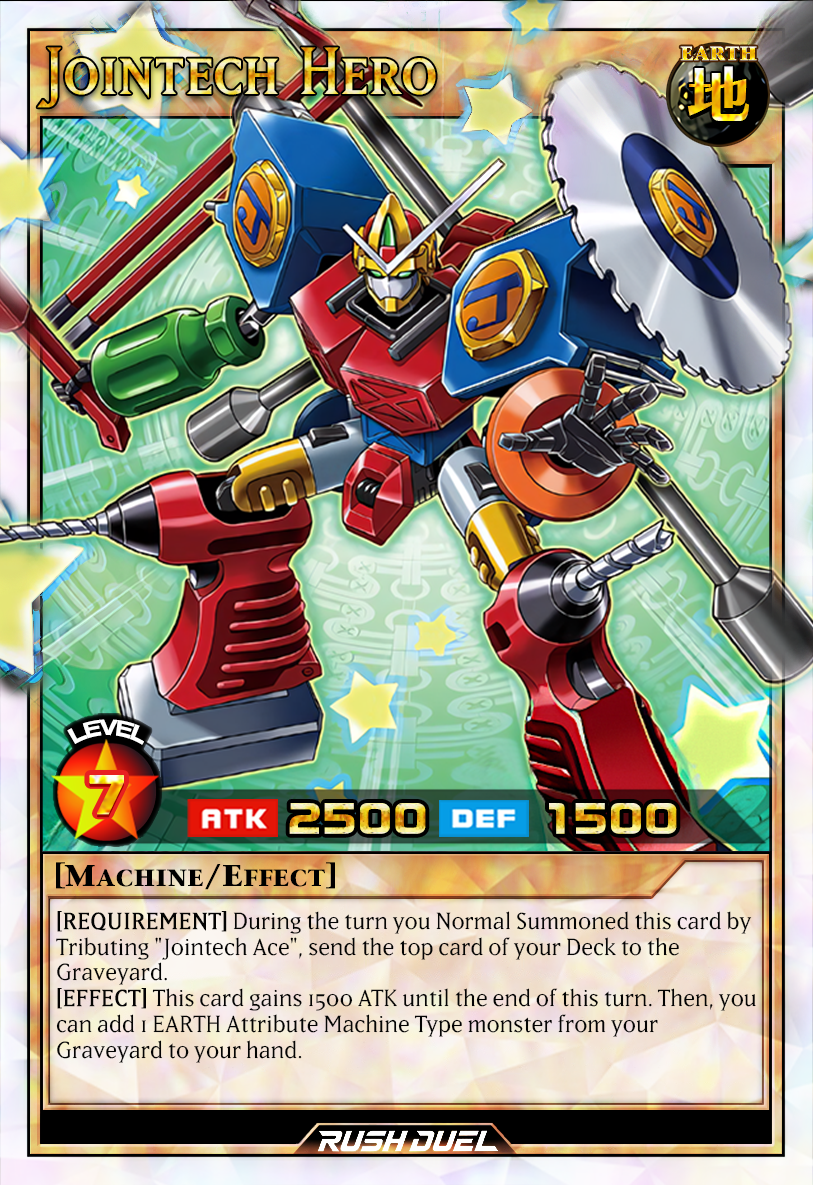 JOINTECH HERO
EARTH
地
LEVEL
7
ATK 2500 DEF 1500
[MACHINE/EFFECT]
[REQUIREMENT] During the turn you Normal Summoned this card by
Tributing "Jointech Ace", send the top card of your Deck to the
Graveyard.
[EFFECT] This card gains 1500 ATK until the end of this turn. Then, you
can add 1 EARTH Attribute Machine Type monster from your
Graveyard to your hand.
RUSH DUEL